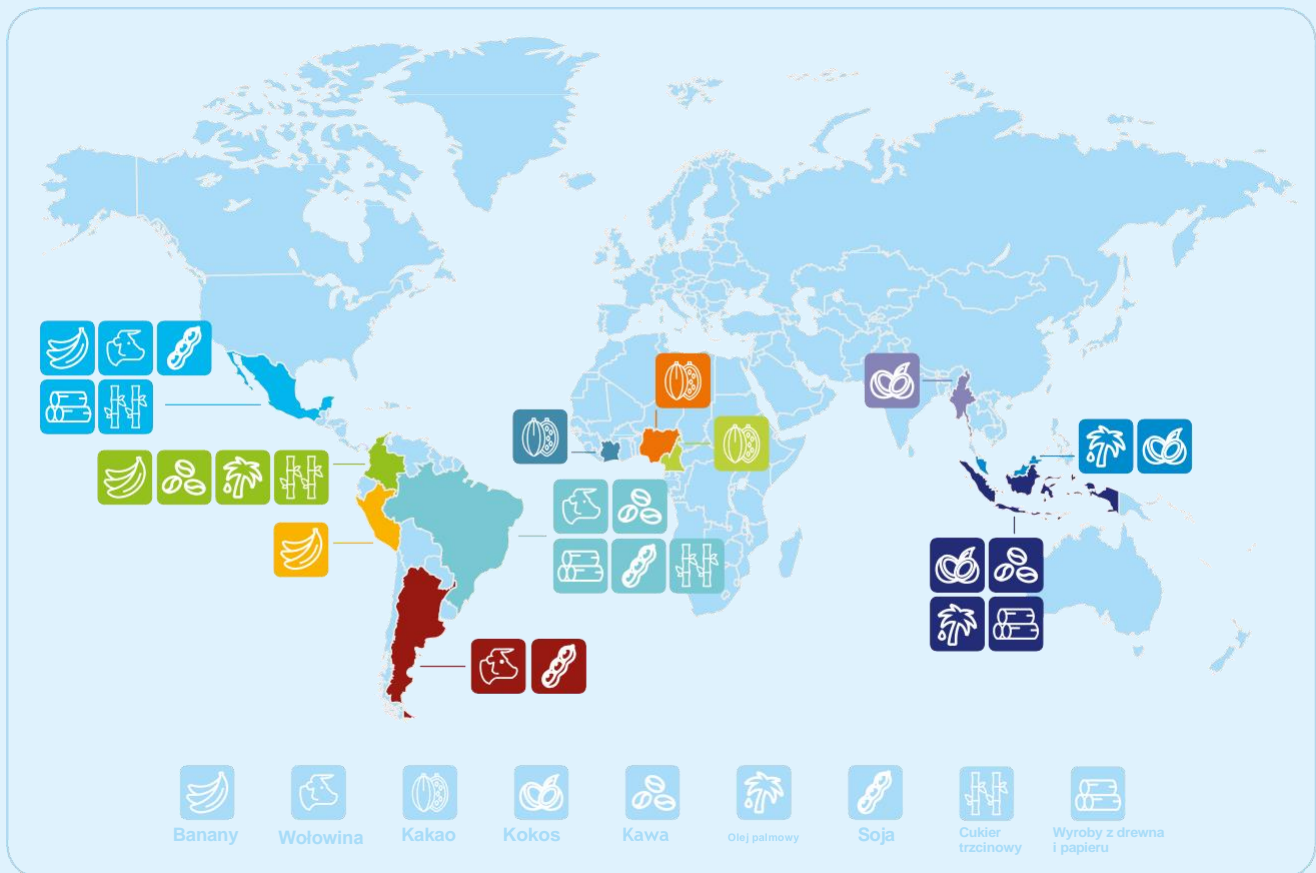 Banany
Wołowina
Kakao
Kokos
Kawa
Olej palmowy
Soja
Cukier
trzcinowy
Wyroby z drewna
i papieru